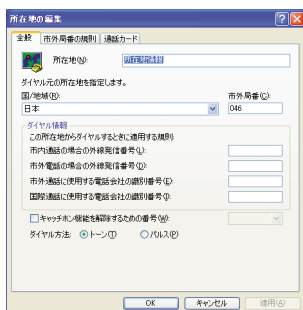 所在地の編集
全般 市外局番の規則 通話カード
所在地(N): 所在地情報
ダイヤル元の所在地を指定します。
国/地域(R): 市外局番(C):
日本 046
ダイヤル情報
この所在地からダイヤルするときに適用する規則:
市内通話の場合の外線発信番号(L):
市外電話の場合の外線発信番号(D):
市外通話に使用する電話会社の識別番号(E):
国際通話に使用する電話会社の識別番号(I):
キャッチホン機能を解除するための番号(W):
ダイヤル方法: トーン(T) パルス(P)
OK キャンセル 適用(A)